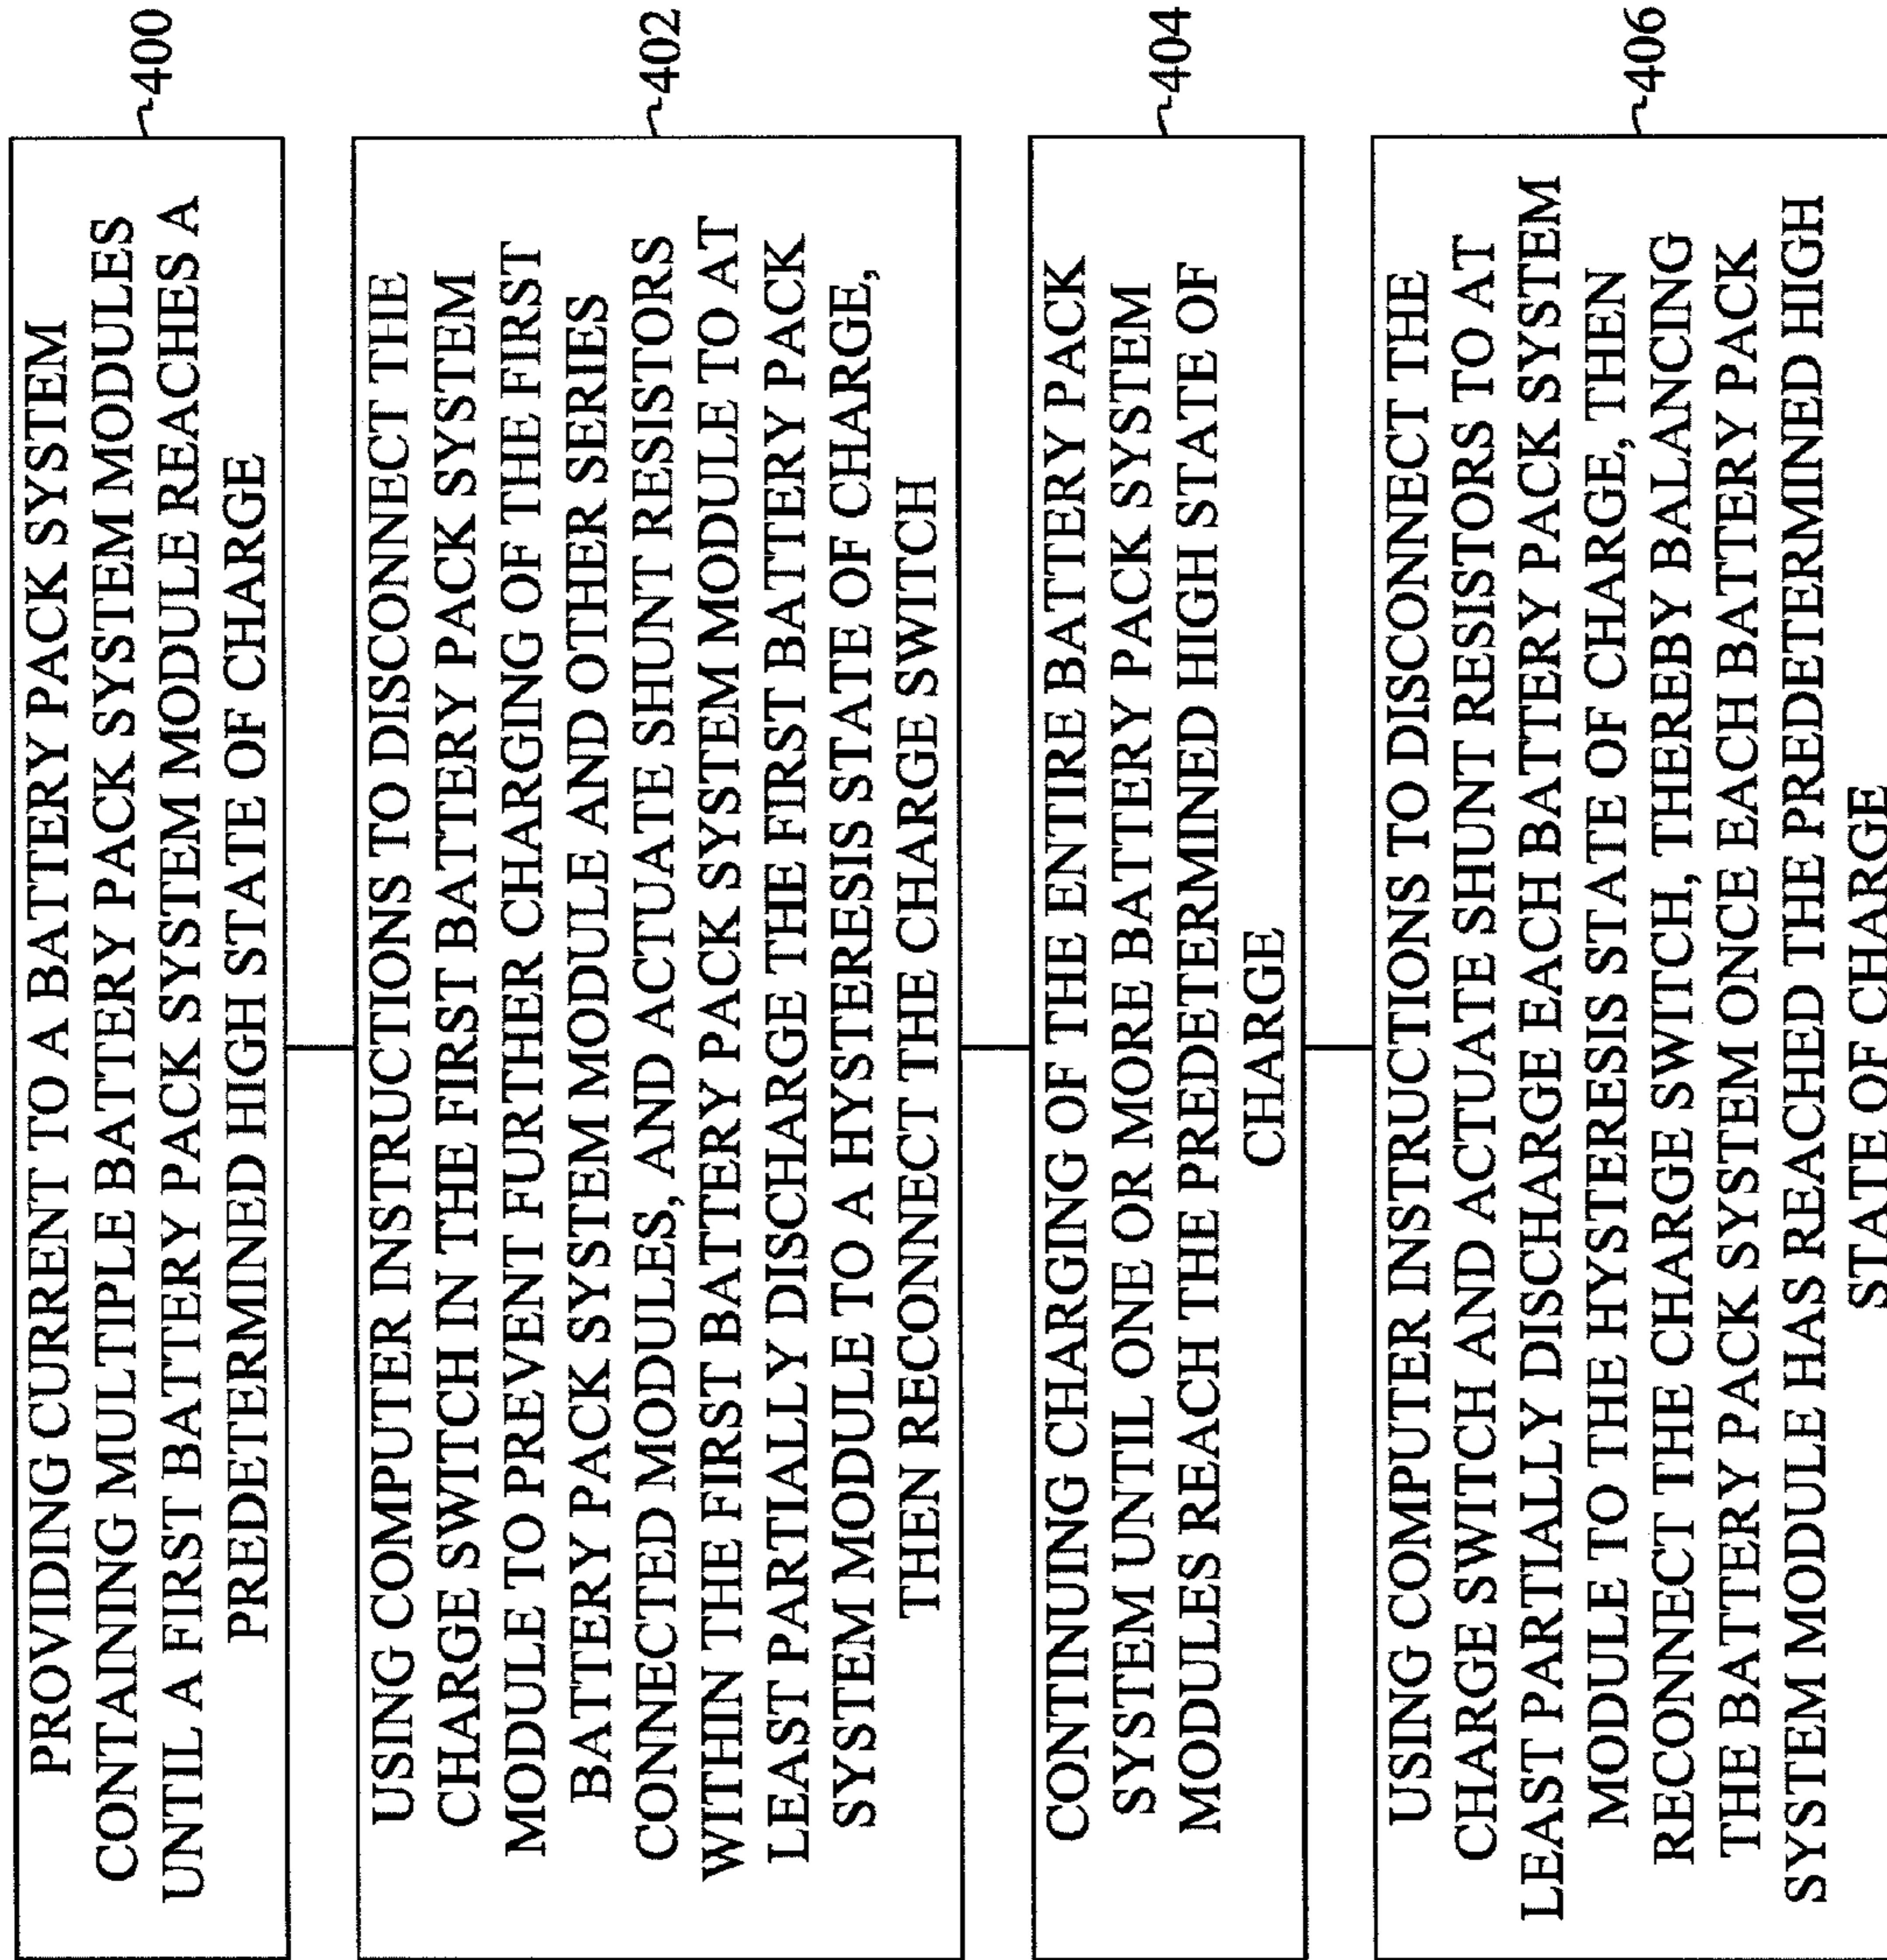 PROVIDING CURRENT TO A BATTERY PACK SYSTEM
CONTAINING MULTIPLE BATTERY PACK SYSTEM MODULES
UNTIL A FIRST BATTERY PACK SYSTEM MODULE REACHES A
PREDETERMINED HIGH STATE OF CHARGE
400
USING COMPUTER INSTRUCTIONS TO DISCONNECT THE
CHARGE SWITCH IN THE FIRST BATTERY PACK SYSTEM
MODULE TO PREVENT FURTHER CHARGING OF THE FIRST
BATTERY PACK SYSTEM MODULE AND OTHER SERIES
CONNECTED MODULES, AND ACTUATE SHUNT RESISTORS
WITHIN THE FIRST BATTERY PACK SYSTEM MODULE TO AT
LEAST PARTIALLY DISCHARGE THE FIRST BATTERY PACK
SYSTEM MODULE TO A HYSTERESIS STATE OF CHARGE,
THEN RECONNECT THE CHARGE SWITCH
402
CONTINUING CHARGING OF THE ENTIRE BATTERY PACK
SYSTEM UNTIL ONE OR MORE BATTERY PACK SYSTEM
MODULES REACH THE PREDETERMINED HIGH STATE OF
CHARGE
404
USING COMPUTER INSTRUCTIONS TO DISCONNECT THE
CHARGE SWITCH AND ACTUATE SHUNT RESISTORS TO AT
LEAST PARTIALLY DISCHARGE EACH BATTERY PACK SYSTEM
MODULE TO THE HYSTERESIS STATE OF CHARGE, THEN
RECONNECT THE CHARGE SWITCH, THEREBY BALANCING
THE BATTERY PACK SYSTEM ONCE EACH BATTERY PACK
SYSTEM MODULE HAS REACHED THE PREDETERMINED HIGH
STATE OF CHARGE
406